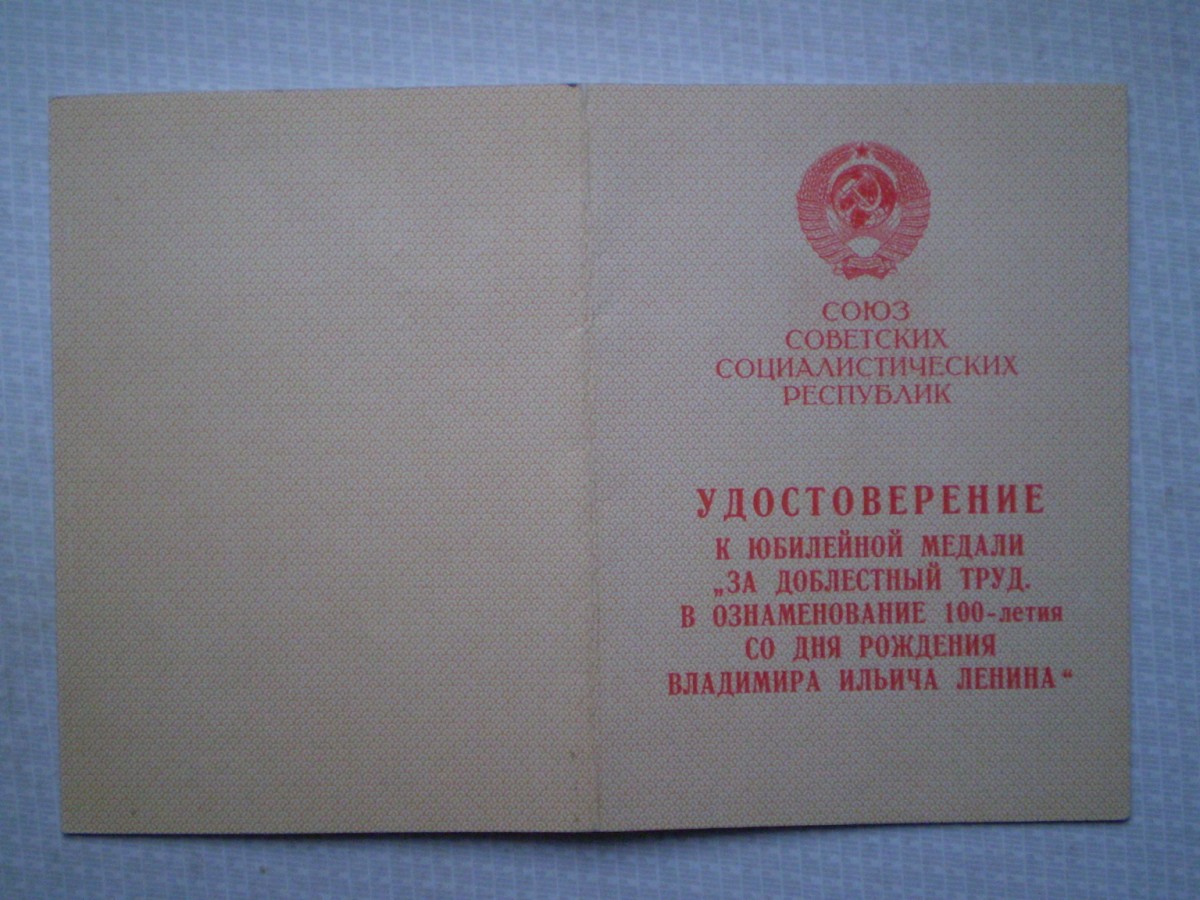 СОЮЗ
СОВЕТСКИХ
СОЦИАЛИСТИЧЕСКИХ
РЕСПУБЛИК
УДОСТОВЕРЕНИЕ
К ЮБИЛЕЙНОЙ МЕДАЛИ
„ЗА ДОБЛЕСТНЫЙ ТРУД.
В ОЗНАМЕНОВАНИЕ 100-летия
СО ДНЯ РОЖДЕНИЯ
ВЛАДИМИРА ИЛЬИЧА ЛЕНИНА“